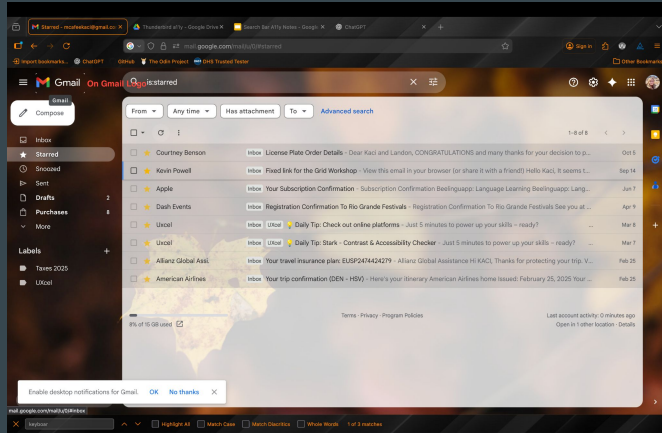 Starred - mcafeekaci@gmail.co
Thunderbird a11y - Google Drive
Search Bar A11y Notes - Google
ChatGPT
mail.google.com/mail/u/0/#starred
Sign in
Import bookmarks...
ChatGPT
GitHub
The Odin Project
DHS Trusted Tester
Other Bookmarks
Gmail
On Gmail Logo
is:starred
Gmail
Compose
From
Any time
Has attachment
To
Advanced search
1–8 of 8
Inbox
Starred
Snoozed
Sent
Drafts 2
Purchases 8
More
Labels
Taxes 2025
UXcel
Courtney Benson Inbox License Plate Order Details - Dear Kaci and Landon, CONGRATULATIONS and many thanks for your decision to p... Oct 5
Kevin Powell Inbox Fixed link for the Grid Workshop - View this email in your browser (or share it with a friend!) Hello Kaci, It seems t... Sep 14
Apple Inbox Your Subscription Confirmation - Subscription Confirmation Beelinguapp: Language Learning Beelinguapp: Lang... Jun 7
Dash Events Inbox Registration Confirmation To Rio Grande Festivals - Registration Confirmation To Rio Grande Festivals See you at ... Apr 9
Uxcel Inbox UXcel Daily Tip: Check out online platforms - Just 5 minutes to power up your skills – ready? ... Mar 8
Uxcel Inbox UXcel Daily Tip: Stark - Contrast & Accessibility Checker - Just 5 minutes to power up your skills – ready? ... Mar 7
Allianz Global Assi. Inbox Your travel insurance plan: EUSP2474424279 - Allianz Global Assistance Hi KACI, Thanks for protecting your trip. V... Feb 25
American Airlines Inbox Your trip confirmation (DEN - HSV) - Here's your itinerary American Airlines home Issued: February 25, 2025 Your ... Feb 25
8% of 15 GB used
Terms · Privacy · Program Policies
Last account activity: 0 minutes ago
Open in 1 other location · Details
Enable desktop notifications for Gmail. OK No thanks
mail.google.com/mail/u/0/#inbox
keyboar
Highlight All
Match Case
Match Diacritics
Whole Words
1 of 3 matches